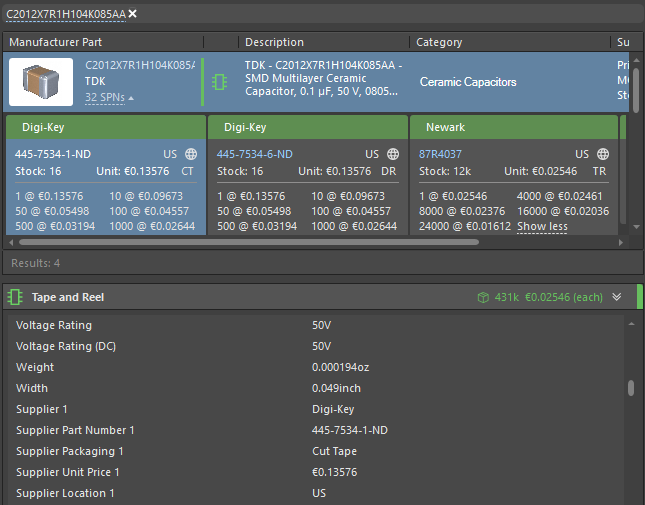 C2012X7R1H104K085AA
Manufacturer Part Description Category Su
C2012X7R1H104K085A
TDK
32 SPNs
TDK - C2012X7R1H104K085AA -
SMD Multilayer Ceramic
Capacitor, 0.1 µF, 50 V, 0805...
Ceramic Capacitors
Pri
MO
Sto
Digi-Key
445-7534-1-ND US
Stock: 16 Unit: €0.13576 CT
1 @ €0.13576 10 @ €0.09673
50 @ €0.05498 100 @ €0.04557
500 @ €0.03194 1000 @ €0.02644
Digi-Key
445-7534-6-ND US
Stock: 16 Unit: €0.13576 DR
1 @ €0.13576 10 @ €0.09673
50 @ €0.05498 100 @ €0.04557
500 @ €0.03194 1000 @ €0.02644
Newark
87R4037 US
Stock: 12k Unit: €0.02546 TR
1 @ €0.02546 4000 @ €0.02461
8000 @ €0.02376 16000 @ €0.02036
24000 @ €0.01612 Show less
Results: 4
Tape and Reel 431k €0.02546 (each)
Voltage Rating 50V
Voltage Rating (DC) 50V
Weight 0.000194oz
Width 0.049inch
Supplier 1 Digi-Key
Supplier Part Number 1 445-7534-1-ND
Supplier Packaging 1 Cut Tape
Supplier Unit Price 1 €0.13576
Supplier Location 1 US